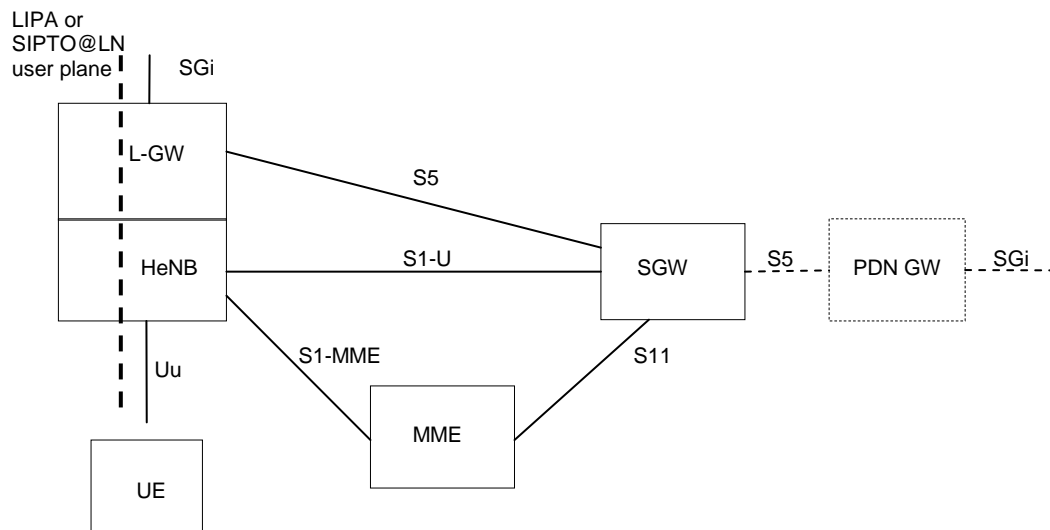 LIPA or
SIPTO@LN
user plane
SGi
L-GW
S5
HeNB
S1-U
SGW
S5
PDN GW
SGi
Uu
S1-MME
S11
MME
UE